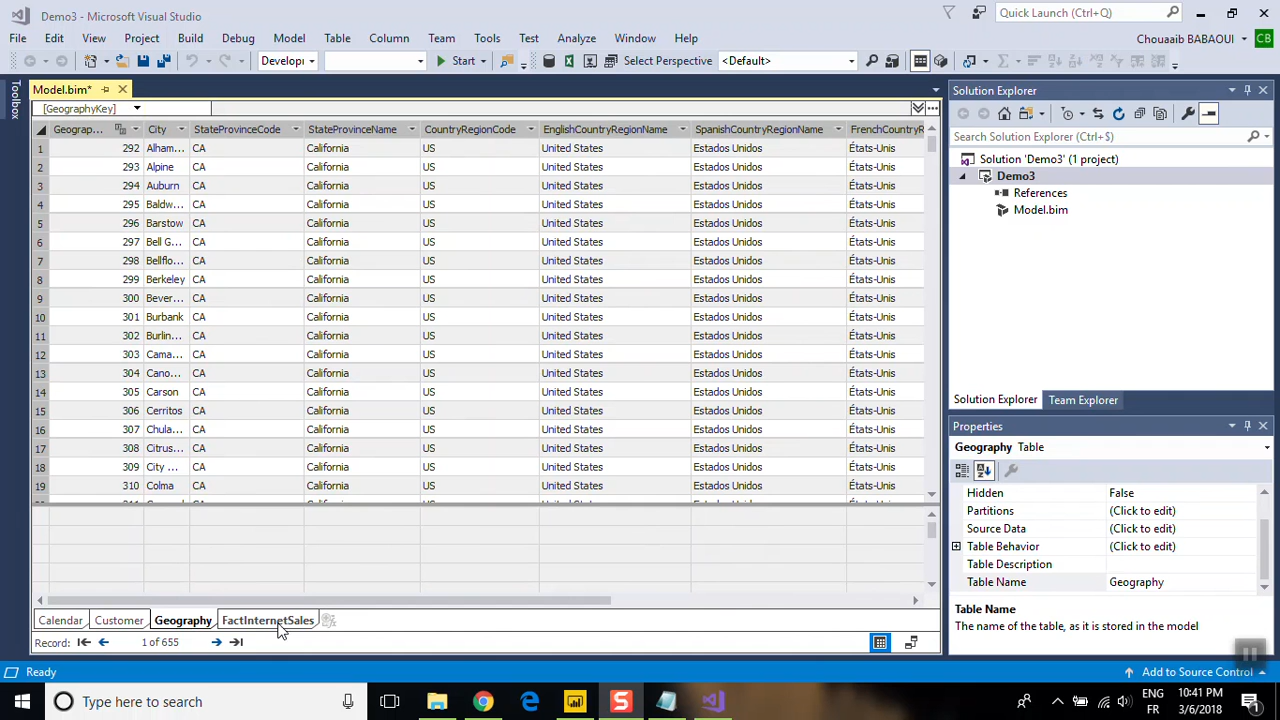 Demo3 - Microsoft Visual Studio
Quick Launch (Ctrl+Q)
File Edit View Project Build Debug Model Table Column Team Tools Test Analyze Window Help
Chouaaib BABAOUI CB
Developi Start Select Perspective <Default>
Toolbox
Model.bim*
[GeographyKey]
Geograp... City StateProvinceCode StateProvinceName CountryRegionCode EnglishCountryRegionName SpanishCountryRegionName FrenchCountryR
1 292 Alham... CA California US United States Estados Unidos États-Unis
2 293 Alpine CA California US United States Estados Unidos États-Unis
3 294 Auburn CA California US United States Estados Unidos États-Unis
4 295 Baldw... CA California US United States Estados Unidos États-Unis
5 296 Barstow CA California US United States Estados Unidos États-Unis
6 297 Bell G... CA California US United States Estados Unidos États-Unis
7 298 Bellflo... CA California US United States Estados Unidos États-Unis
8 299 Berkeley CA California US United States Estados Unidos États-Unis
9 300 Bever... CA California US United States Estados Unidos États-Unis
10 301 Burbank CA California US United States Estados Unidos États-Unis
11 302 Burlin... CA California US United States Estados Unidos États-Unis
12 303 Cama... CA California US United States Estados Unidos États-Unis
13 304 Cano... CA California US United States Estados Unidos États-Unis
14 305 Carson CA California US United States Estados Unidos États-Unis
15 306 Cerritos CA California US United States Estados Unidos États-Unis
16 307 Chula... CA California US United States Estados Unidos États-Unis
17 308 Citrus... CA California US United States Estados Unidos États-Unis
18 309 City ... CA California US United States Estados Unidos États-Unis
19 310 Colma CA California US United States Estados Unidos États-Unis
Calendar Customer Geography FactInternetSales
Record: 1 of 655
Solution Explorer
Search Solution Explorer (Ctrl+$)
Solution 'Demo3' (1 project)
Demo3
References
Model.bim
Solution Explorer Team Explorer
Properties
Geography Table
Hidden False
Partitions (Click to edit)
Source Data (Click to edit)
Table Behavior (Click to edit)
Table Description
Table Name Geography
Table Name
The name of the table, as it is stored in the model
Ready
Add to Source Control
Type here to search
ENG
FR
10:41 PM
3/6/2018